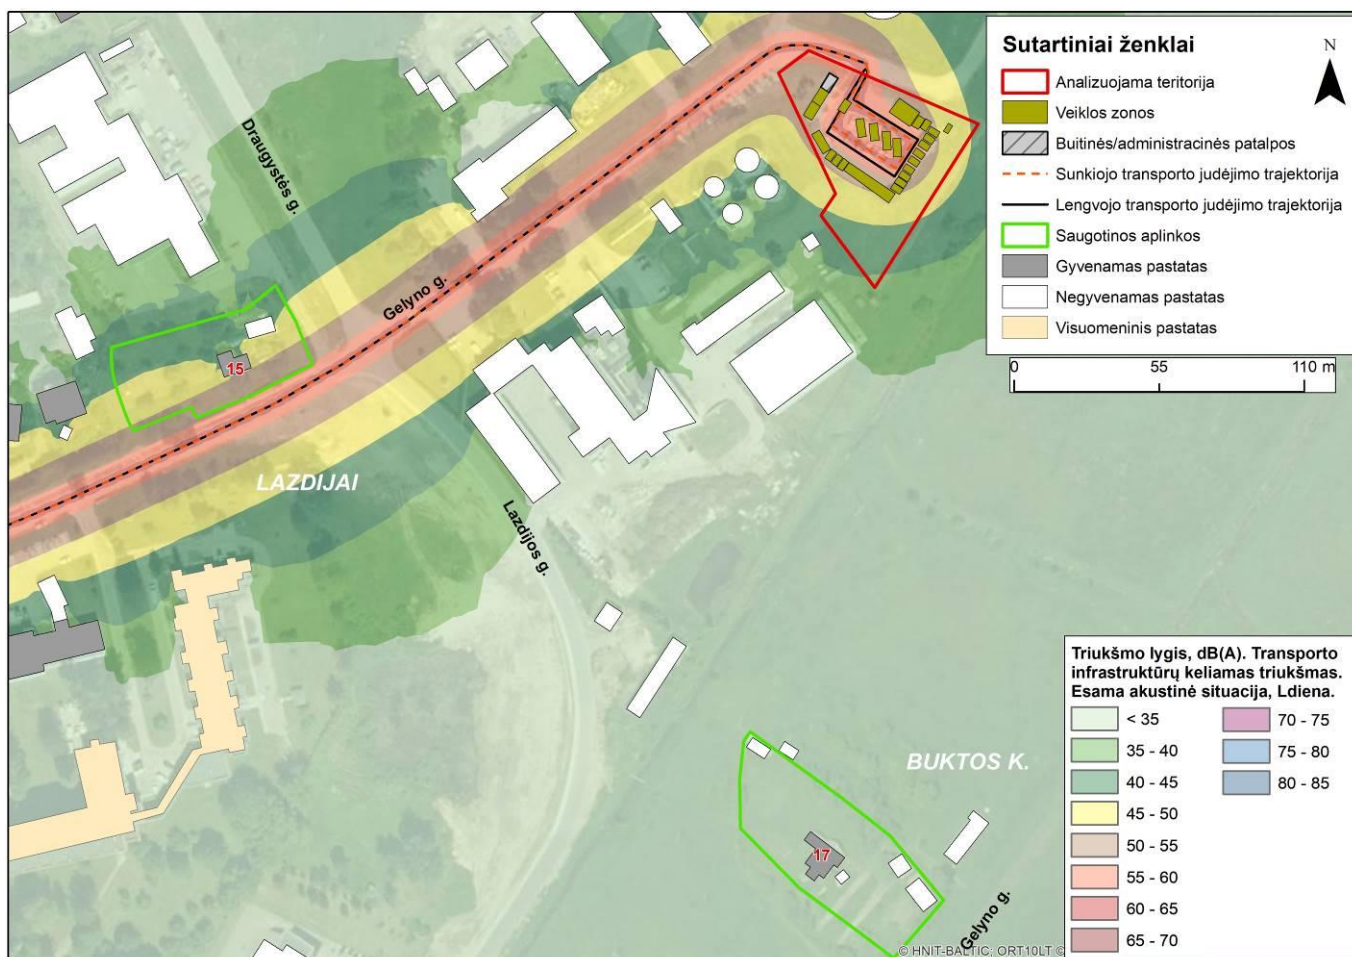 Sutartiniai ženklai
N
Analizuojama teritorija
Veiklos zonos
Buitinės/administracinės patalpos
Sunkiojo transporto judėjimo trajektorija
Lengvojo transporto judėjimo trajektorija
Saugotinos aplinkos
Gyvenamas pastatas
Negyvenamas pastatas
Visuomeninis pastatas
0 55 110 m
Draugystės g.
Gelyno g.
15
LAZDIJAI
Lazdijos g.
BUKTOS K.
17
Gelyno g.
Triukšmo lygis, dB(A). Transporto
infrastruktūrų keliamas triukšmas.
Esama akustinė situacija, Ldiena.
< 35
35 - 40
40 - 45
45 - 50
50 - 55
55 - 60
60 - 65
65 - 70
70 - 75
75 - 80
80 - 85
© HNIT-BALTIC; ORT10LT ©